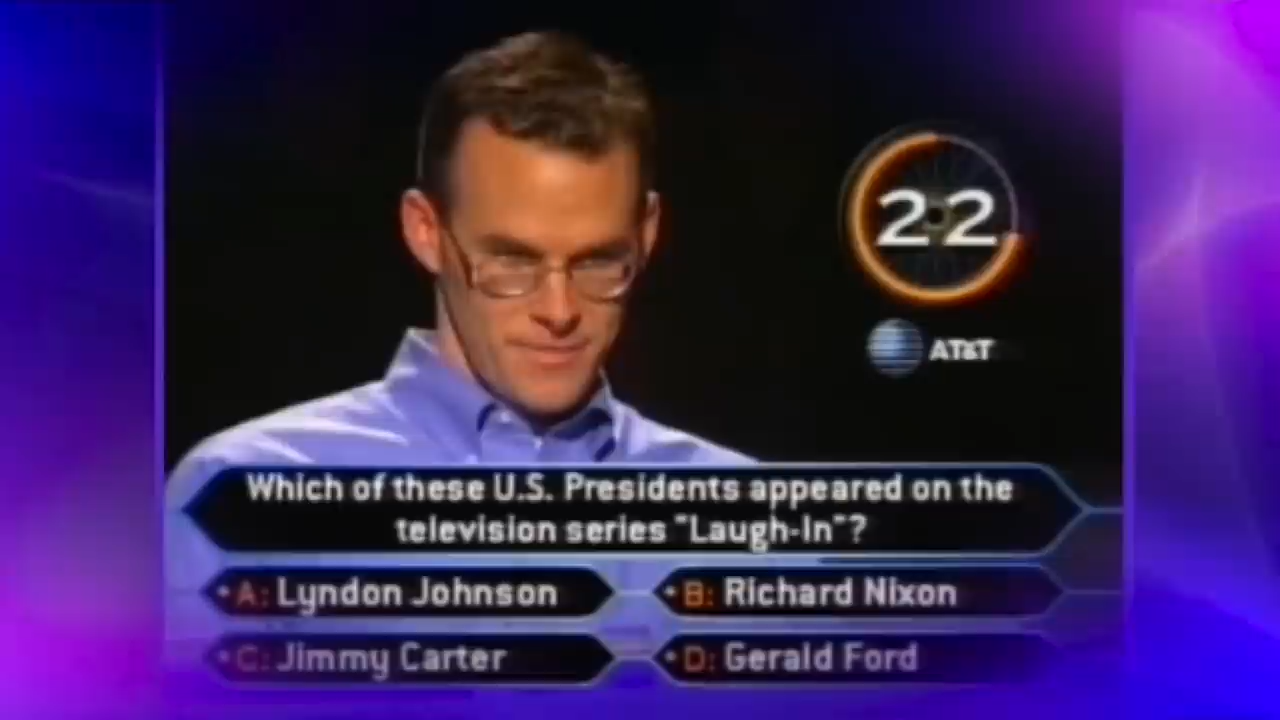 22
AT&T
Which of these U.S. Presidents appeared on the
television series "Laugh-In"?
A: Lyndon Johnson
B: Richard Nixon
C: Jimmy Carter
D: Gerald Ford